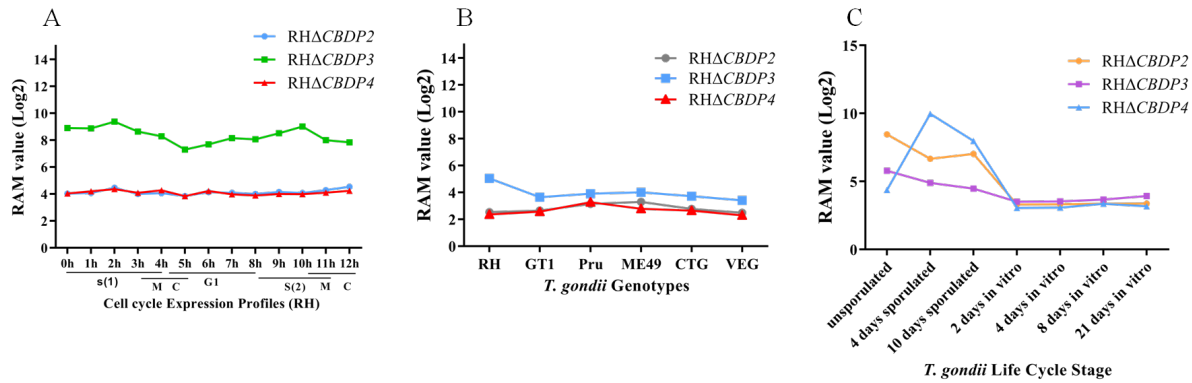 A
RHΔCBDP2
RHΔCBDP3
RHΔCBDP4
RAM value (Log2)
14
12
10
8
6
4
2
0
0h 1h 2h 3h 4h 5h 6h 7h 8h 9h 10h 11h 12h
s(1) M C G1 S(2) M C
Cell cycle Expression Profiles (RH)
B
RHΔCBDP2
RHΔCBDP3
RHΔCBDP4
RAM value (Log2)
14
12
10
8
6
4
2
0
RH GT1 Pru ME49 CTG VEG
T. gondii Genotypes
C
RHΔCBDP2
RHΔCBDP3
RHΔCBDP4
RAM value (Log2)
15
10
5
0
unsporulated
4 days sporulated
10 days sporulated
2 days in vitro
4 days in vitro
8 days in vitro
21 days in vitro
T. gondii Life Cycle Stage